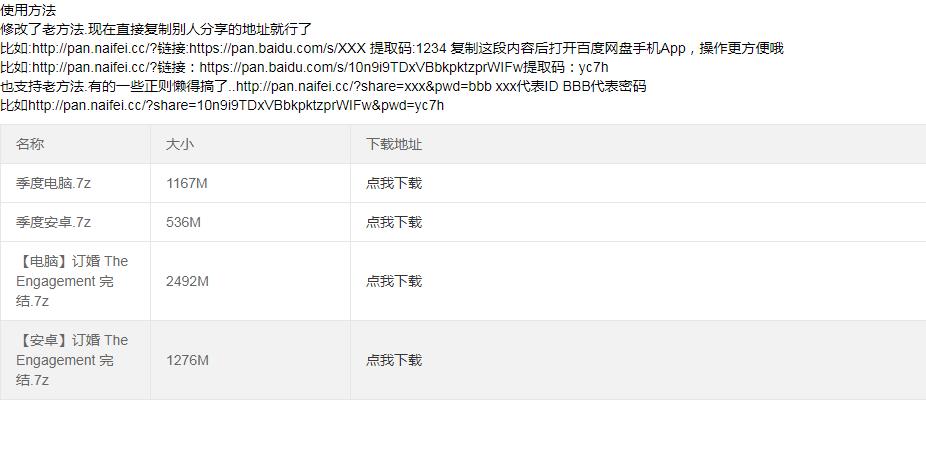 使用方法
修改了老方法.现在直接复制别人分享的地址就行了
比如:http://pan.naifei.cc/?链接:https://pan.baidu.com/s/XXX 提取码:1234 复制这段内容后打开百度网盘手机App，操作更方便哦
比如:http://pan.naifei.cc/?链接：https://pan.baidu.com/s/10n9i9TDxVBbkpktzprWIFw提取码：yc7h
也支持老方法.有的一些正则懒得搞了..http://pan.naifei.cc/?share=xxx&pwd=bbb xxx代表ID BBB代表密码
比如http://pan.naifei.cc/?share=10n9i9TDxVBbkpktzprWIFw&pwd=yc7h
名称 大小 下载地址
季度电脑.7z 1167M 点我下载
季度安卓.7z 536M 点我下载
【电脑】订婚 The
Engagement 完
结.7z
2492M 点我下载
【安卓】订婚 The
Engagement 完
结.7z
1276M 点我下载